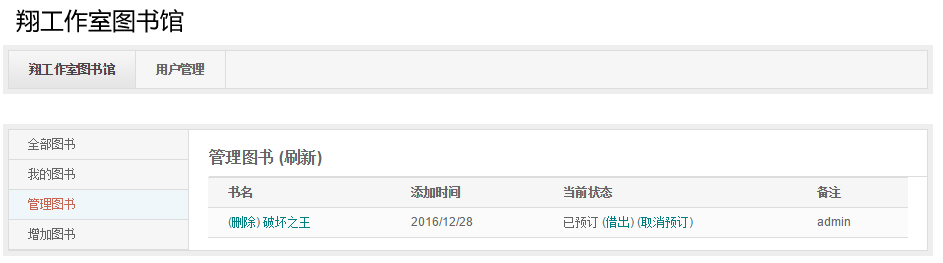 翔工作室图书馆
翔工作室图书馆 用户管理
全部图书
我的图书
管理图书
增加图书
管理图书 (刷新)
书名 添加时间 当前状态 备注
(删除) 破坏之王 2016/12/28 已预订 (借出) (取消预订) admin